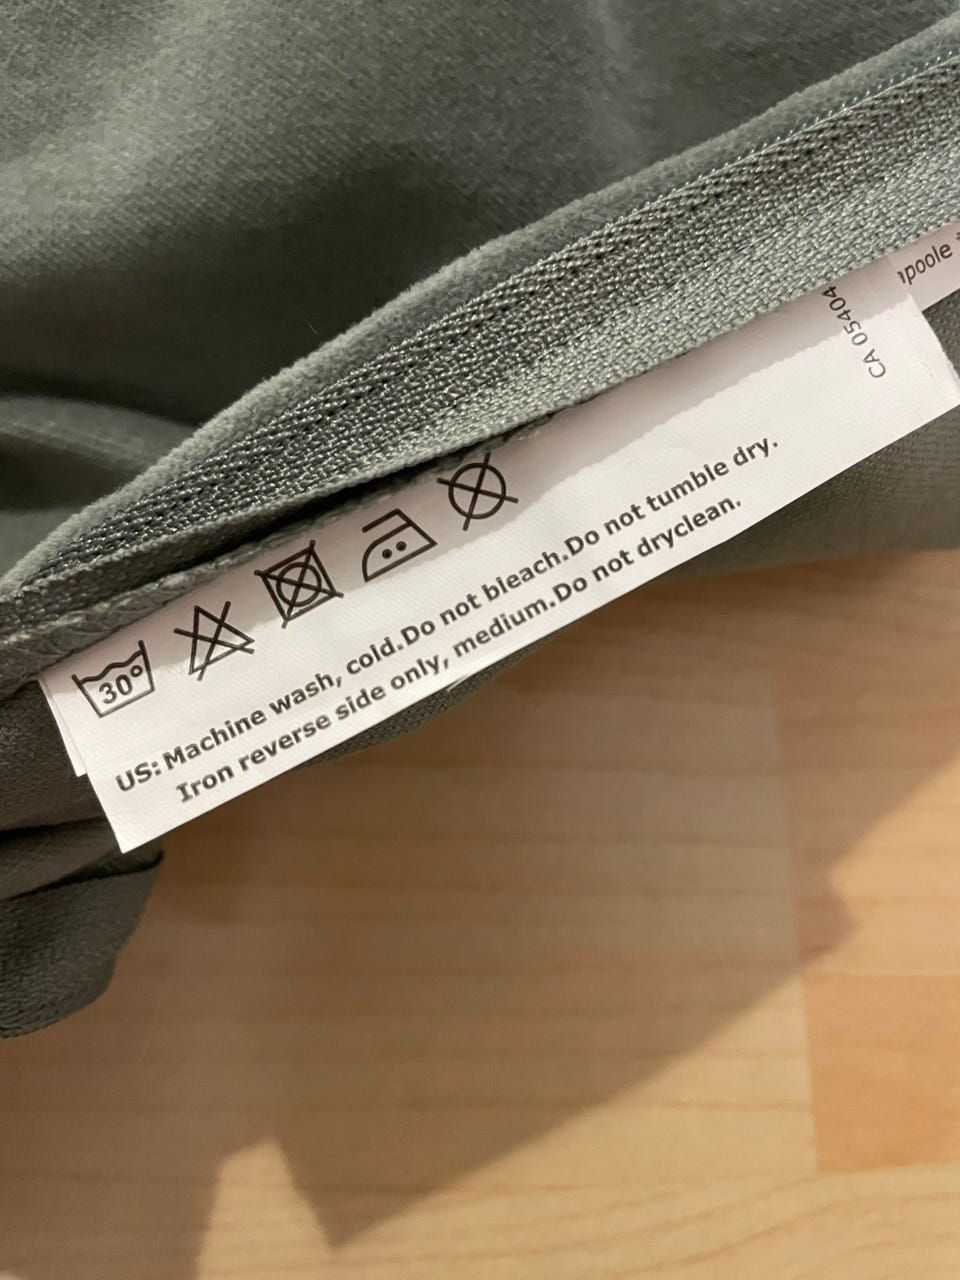 30°
US: Machine wash, cold.Do not bleach.Do not tumble dry.
Iron reverse side only, medium.Do not dryclean.
CA 05404